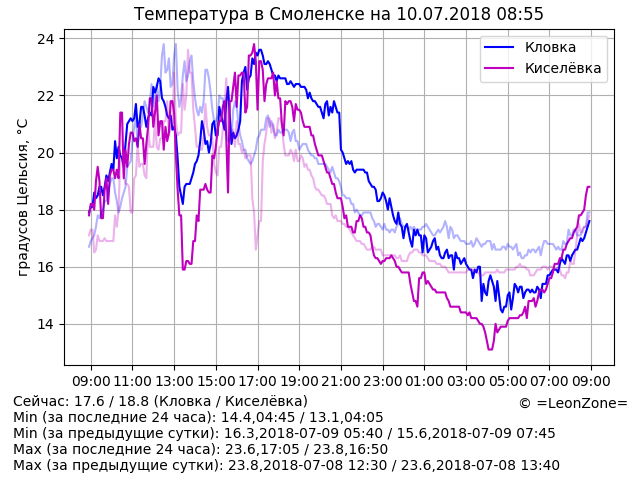 Температура в Смоленске на 10.07.2018 08:55
24
22
20
18
16
14
градусов Цельсия, °C
Кловка
Киселёвка
09:00 11:00 13:00 15:00 17:00 19:00 21:00 23:00 01:00 03:00 05:00 07:00 09:00
Сейчас: 17.6 / 18.8 (Кловка / Киселёвка)
© =LeonZone=
Min (за последние 24 часа): 14.4,04:45 / 13.1,04:05
Min (за предыдущие сутки): 16.3,2018-07-09 05:40 / 15.6,2018-07-09 07:45
Max (за последние 24 часа): 23.6,17:05 / 23.8,16:50
Max (за предыдущие сутки): 23.8,2018-07-08 12:30 / 23.6,2018-07-08 13:40